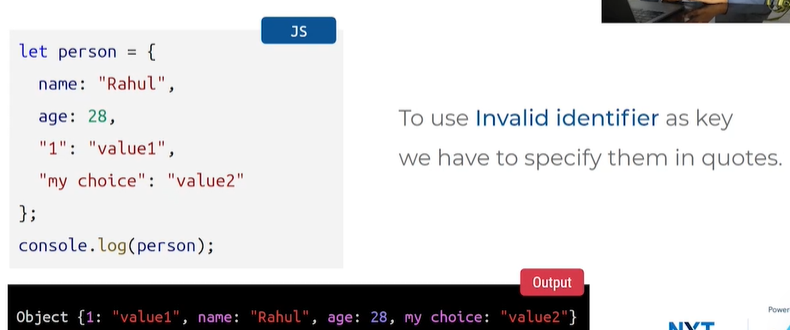 JS
let person = {
name: "Rahul",
age: 28,
"1": "value1",
"my choice": "value2"
};
console.log(person);
To use Invalid identifier as key
we have to specify them in quotes.
Output
Object {1: "value1", name: "Rahul", age: 28, my choice: "value2"}
Power
NXT